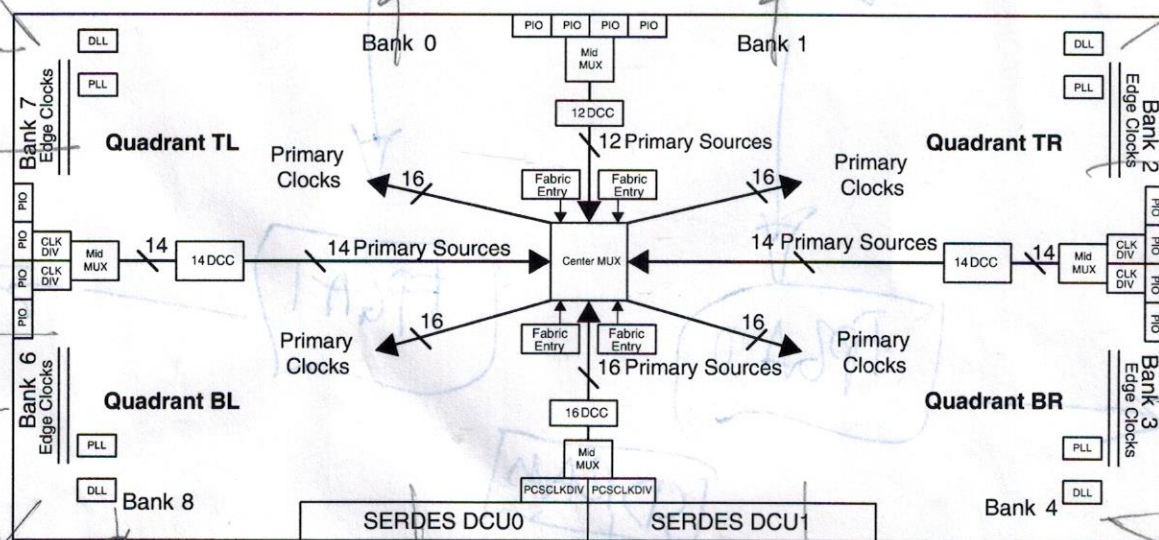 PIO PIO PIO PIO
Bank 0
Bank 1
DLL
DLL
Mid
MUX
PLL
PLL
Bank 7
Edge Clocks
Edge Clocks
Bank 2
12 DCC
Quadrant TL
12 Primary Sources
Quadrant TR
Primary
Clocks
16
Fabric
Entry
Fabric
Entry
16
Primary
Clocks
PIO
PIO
PIO
PIO
CLK
DIV
CLK
DIV
Mid
MUX
14
14 DCC
14 Primary Sources
Center MUX
14 Primary Sources
14 DCC
14
Mid
MUX
CLK
DIV
CLK
DIV
PIO
PIO
PIO
PIO
Primary
Clocks
16
Fabric
Entry
Fabric
Entry
16
Primary
Clocks
16 Primary Sources
Bank 6
Edge Clocks
Edge Clocks
Bank 3
Quadrant BL
16 DCC
Quadrant BR
PLL
PLL
Mid
MUX
DLL
DLL
Bank 8
PCSCLKDIV PCSCLKDIV
Bank 4
SERDES DCU0
SERDES DCU1